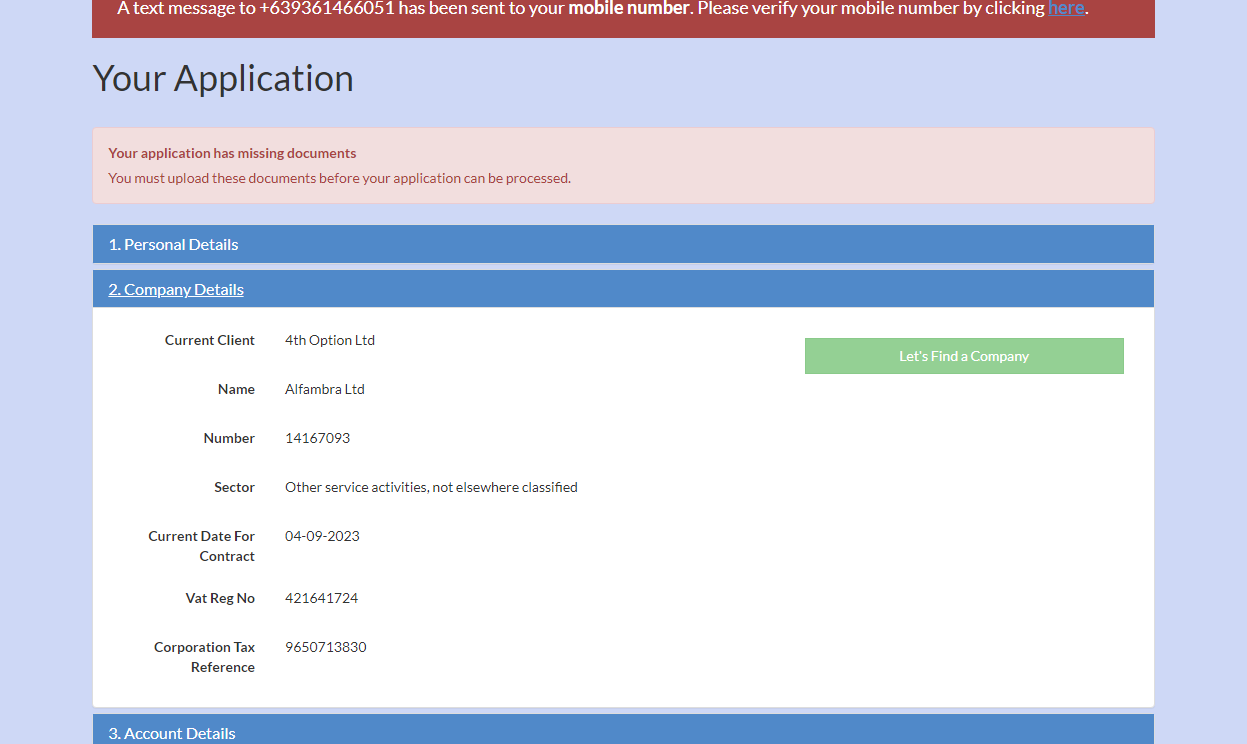 A text message to +639361466051 has been sent to your mobile number. Please verify your mobile number by clicking here.
Your Application
Your application has missing documents
You must upload these documents before your application can be processed.
1. Personal Details
2. Company Details
Current Client 4th Option Ltd
Let's Find a Company
Name Alfambra Ltd
Number 14167093
Sector Other service activities, not elsewhere classified
Current Date For 04-09-2023
Contract
Vat Reg No 421641724
Corporation Tax 9650713830
Reference
3. Account Details